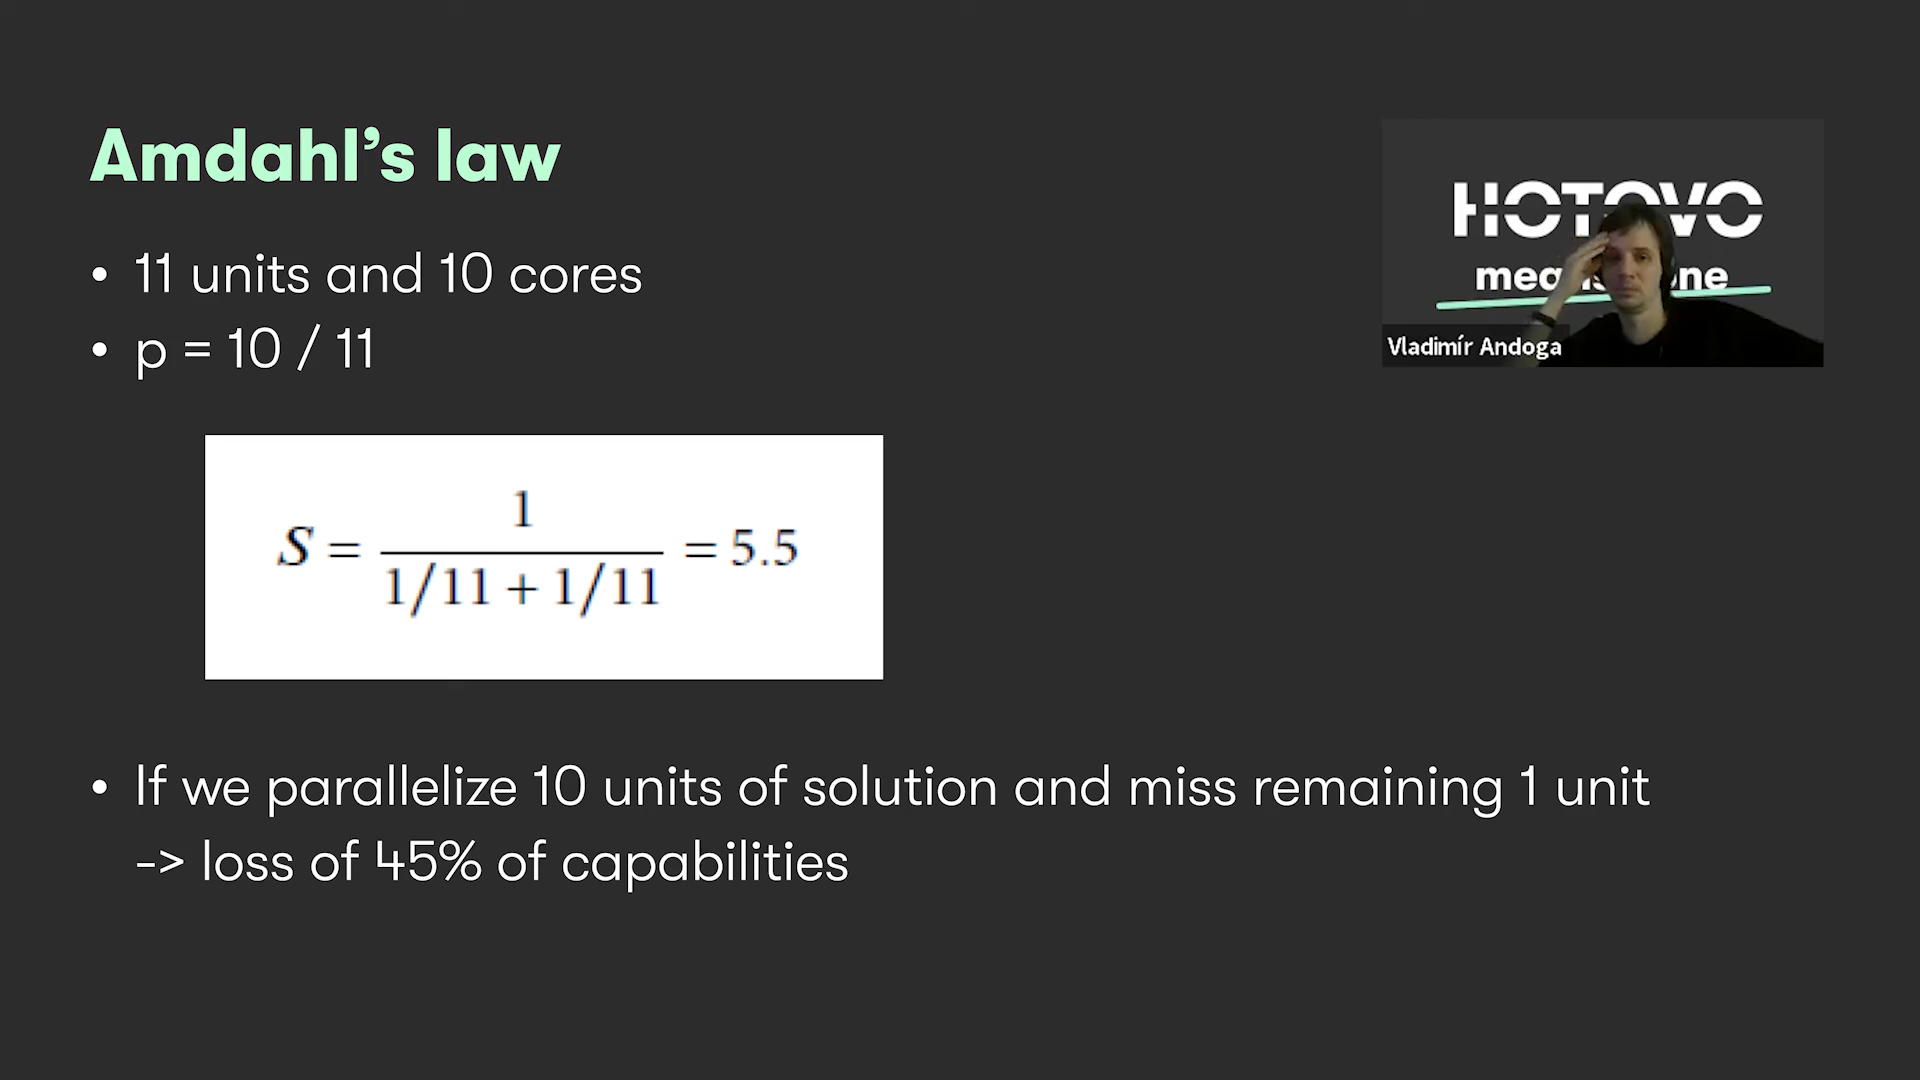 Amdahl’s law
• 11 units and 10 cores
• p = 10 / 11
S = 1 / (1/11 + 1/11) = 5.5
• If we parallelize 10 units of solution and miss remaining 1 unit
-> loss of 45% of capabilities
HOTOVO
Vladimír Andoga